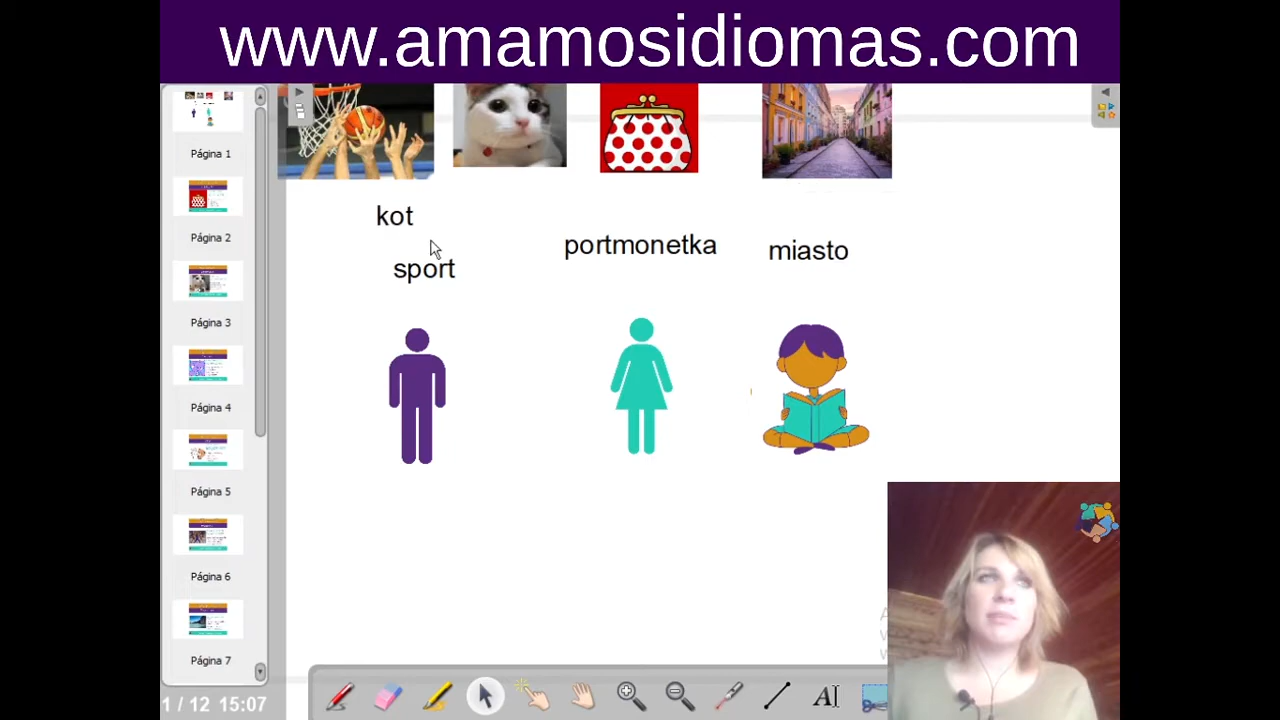 www.amamosidiomas.com
kot
sport
portmonetka
miasto
Página 1
Página 2
Página 3
Página 4
Página 5
Página 6
Página 7
1 / 12 15:07
A